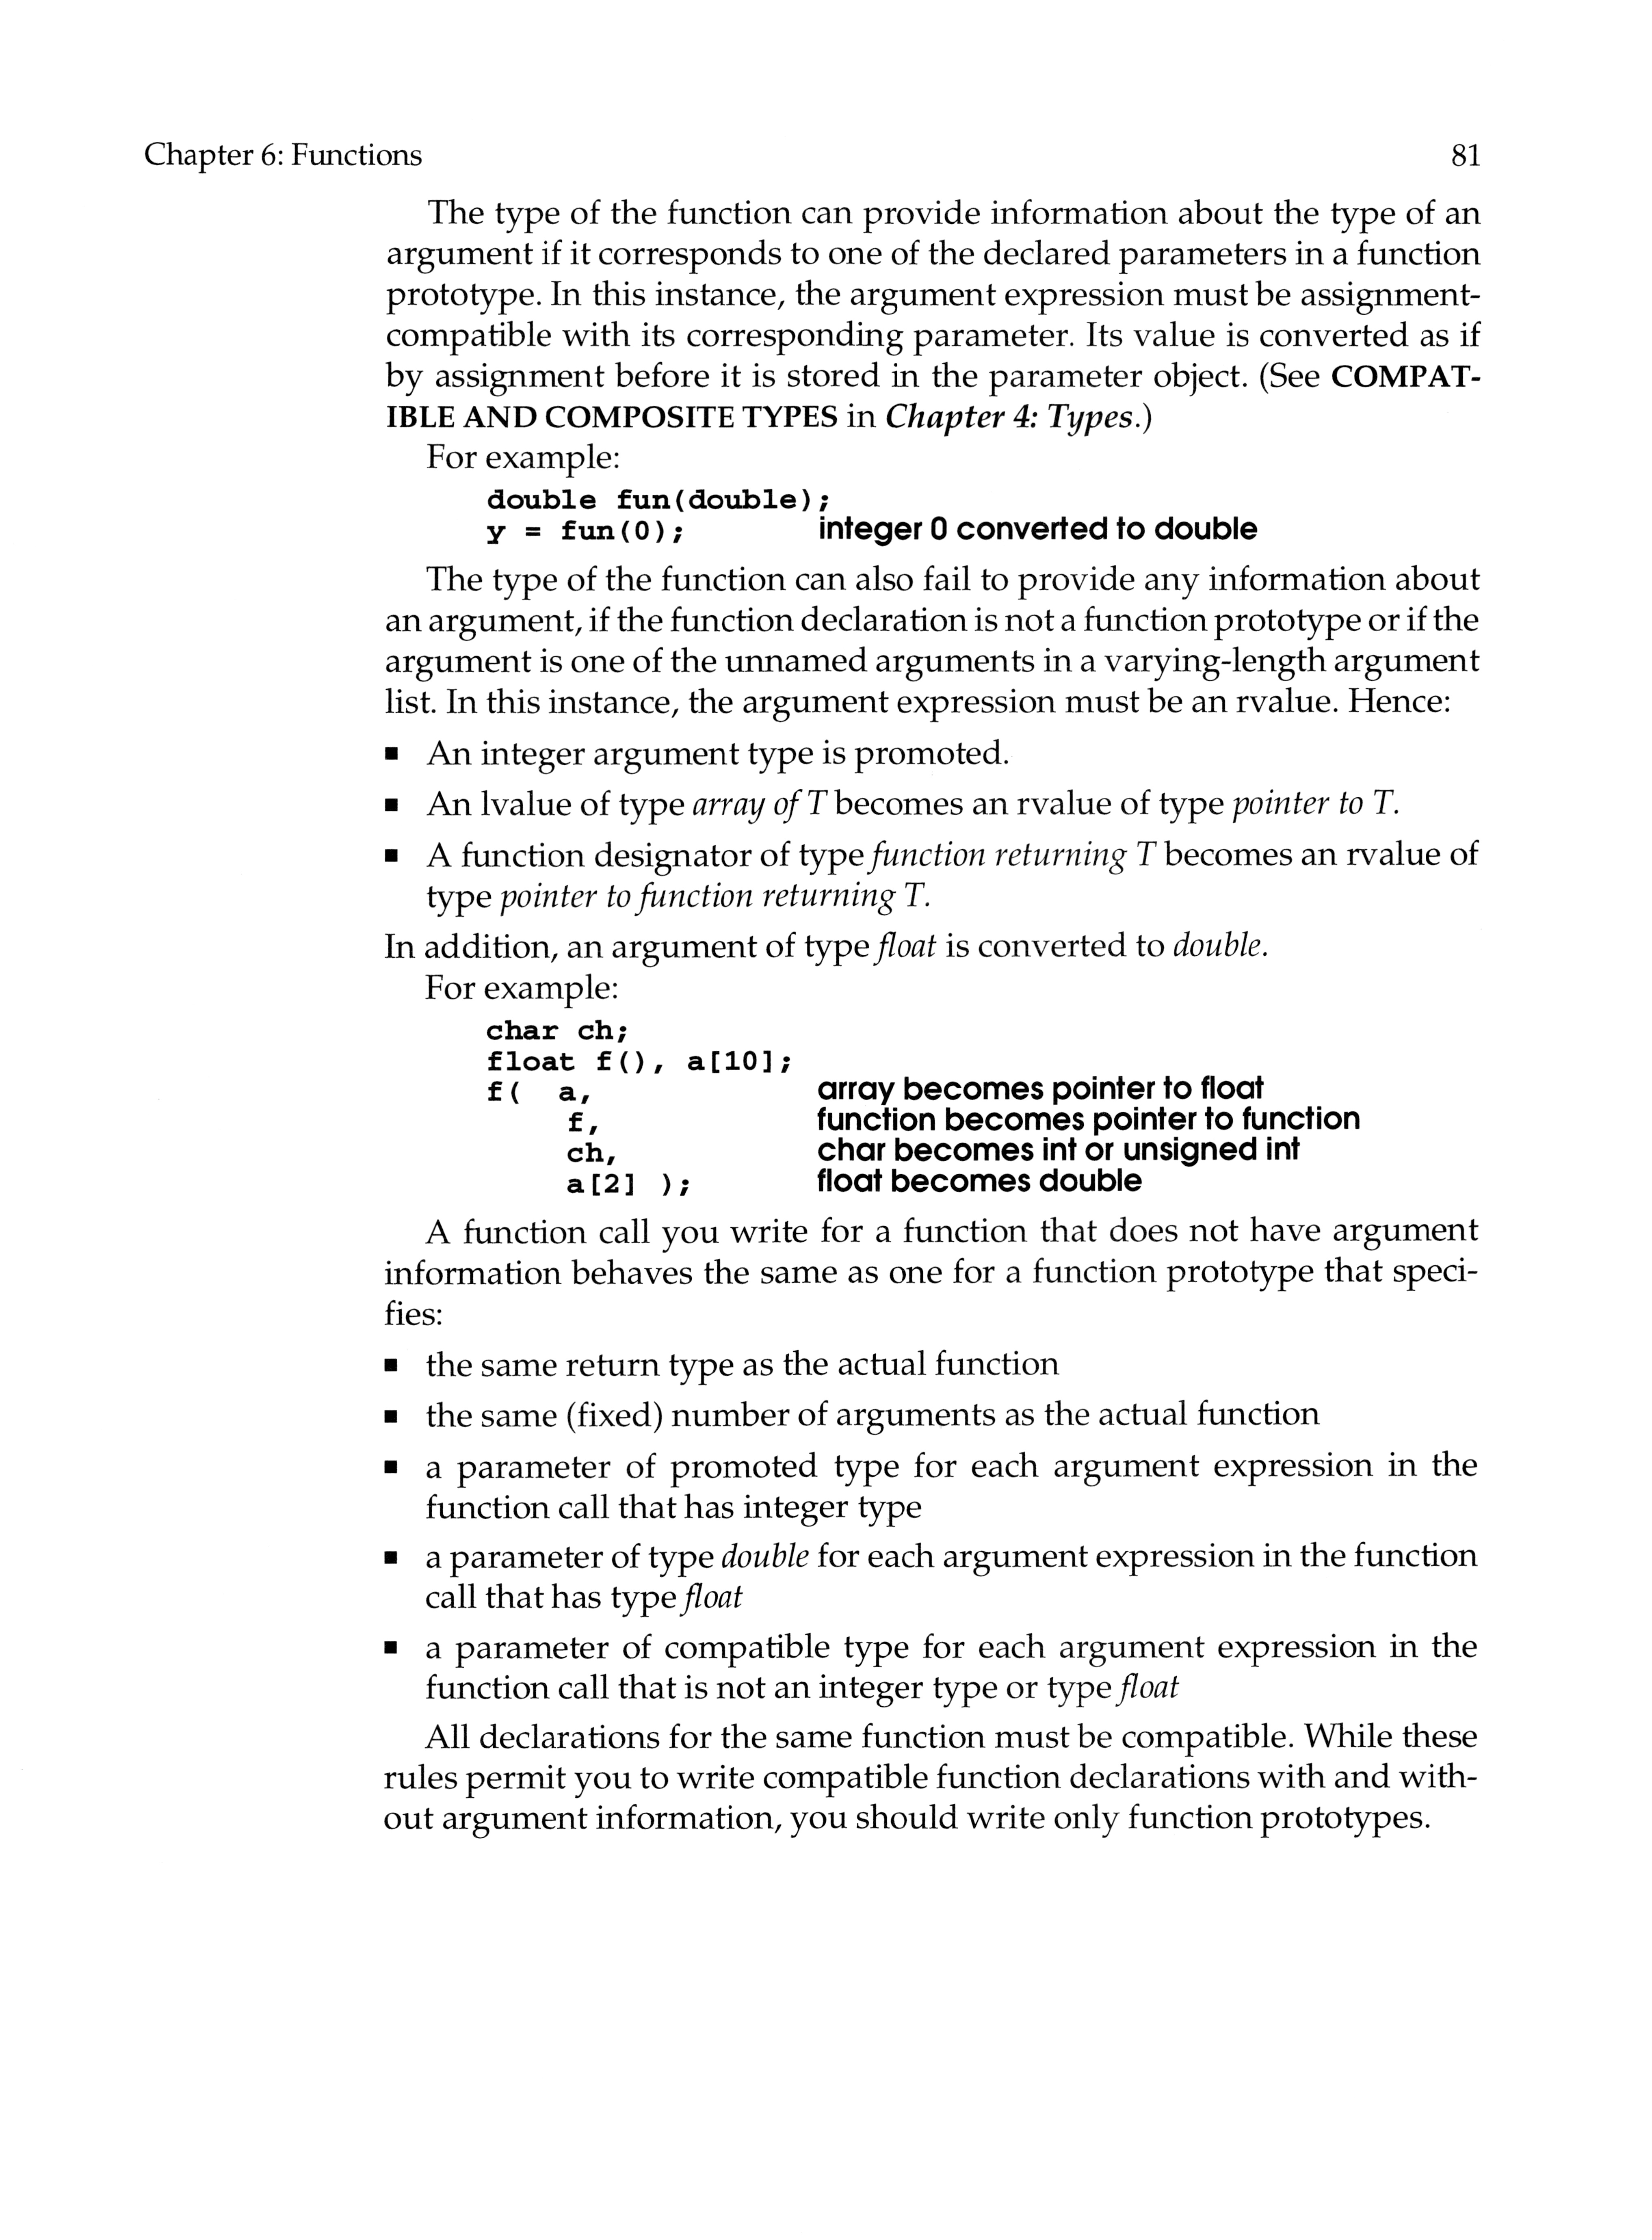 Chapter 6: Functions 81
The type of the function can provide information about the type of an
argument if it corresponds to one of the declared parameters in a function
prototype. In this instance, the argument expression must be assignment-
compatible with its corresponding parameter. Its value is converted as if
by assignment before it is stored in the parameter object. (See COMPAT-
IBLE AND COMPOSITE TYPES in Chapter 4: Types.)
For example:
double fun(double);
y = fun(0); integer 0 converted to double
The type of the function can also fail to provide any information about
an argument, if the function declaration is not a function prototype or if the
argument is one of the unnamed arguments in a varying-length argument
list. In this instance, the argument expression must be an rvalue. Hence:
■ An integer argument type is promoted.
■ An lvalue of type array of T becomes an rvalue of type pointer to T.
■ A function designator of type function returning T becomes an rvalue of
type pointer to function returning T.
In addition, an argument of type float is converted to double.
For example:
char ch;
float f(), a[10];
f( a, array becomes pointer to float
f, function becomes pointer to function
ch, char becomes int or unsigned int
a[2] ); float becomes double
A function call you write for a function that does not have argument
information behaves the same as one for a function prototype that speci-
fies:
■ the same return type as the actual function
■ the same (fixed) number of arguments as the actual function
■ a parameter of promoted type for each argument expression in the
function call that has integer type
■ a parameter of type double for each argument expression in the function
call that has type float
■ a parameter of compatible type for each argument expression in the
function call that is not an integer type or type float
All declarations for the same function must be compatible. While these
rules permit you to write compatible function declarations with and with-
out argument information, you should write only function prototypes.